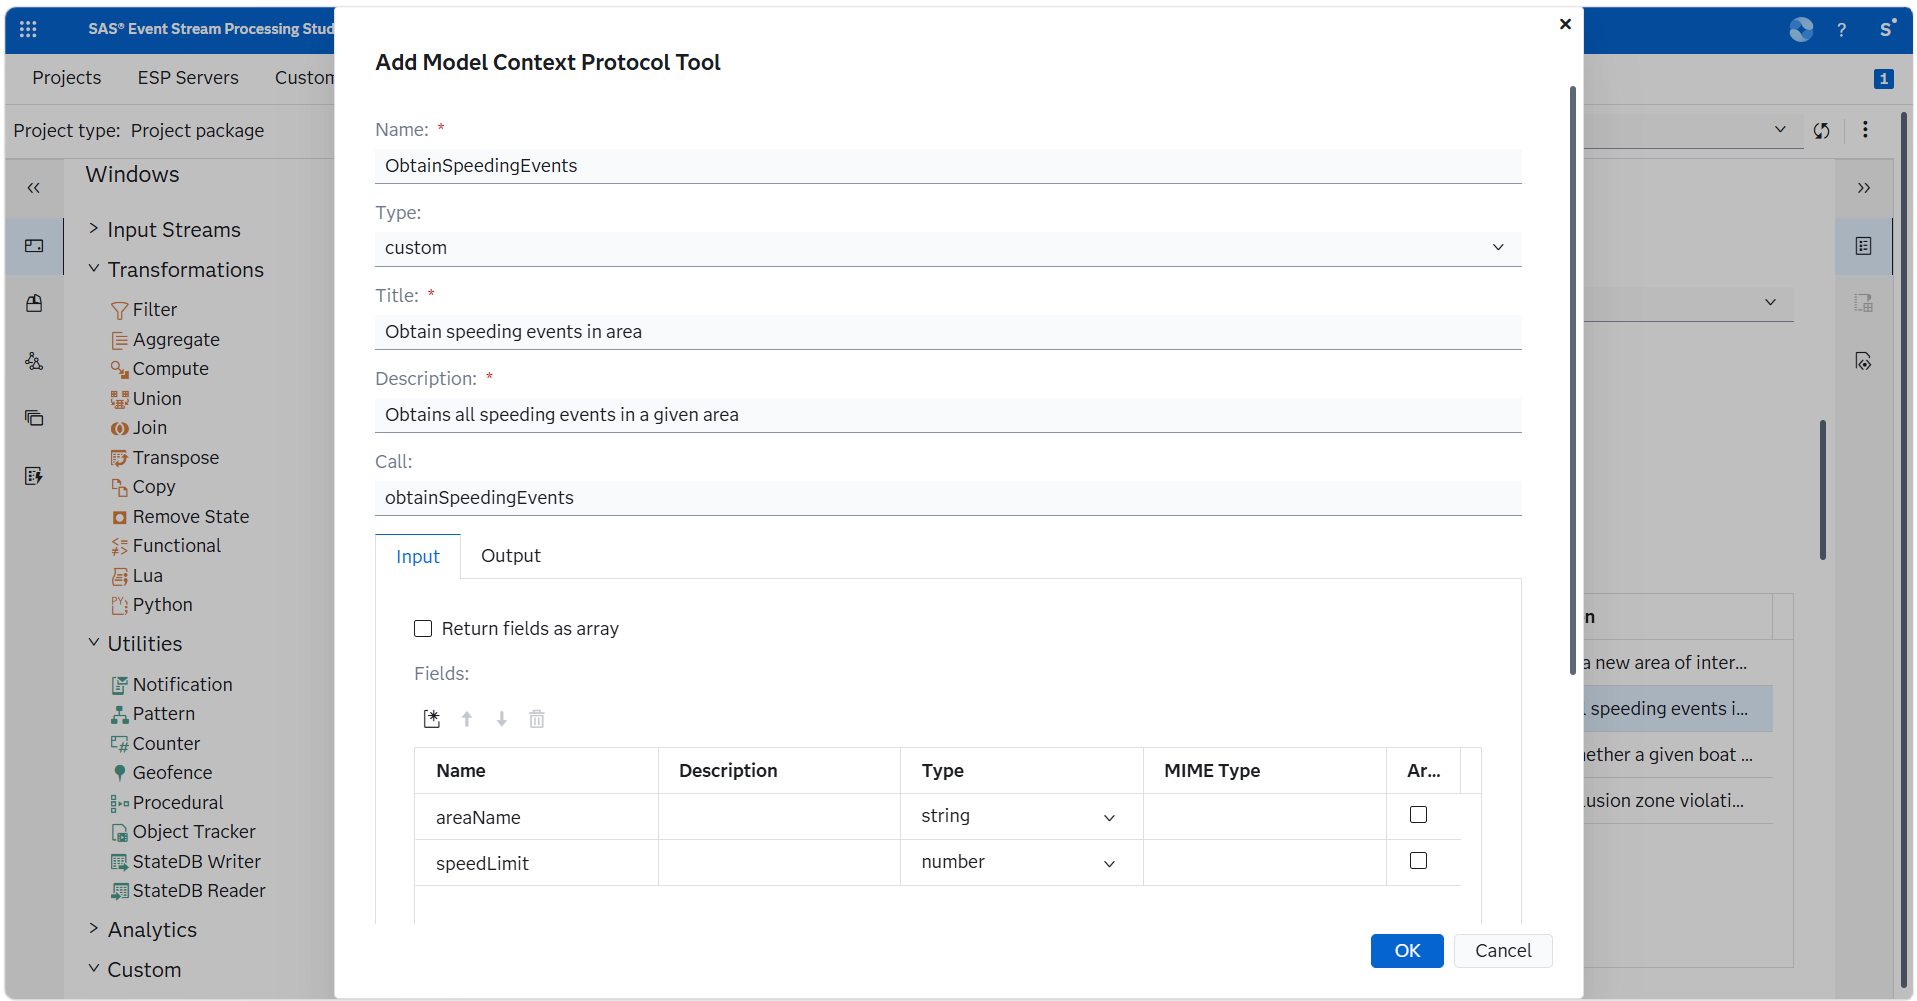 SAS® Event Stream Processing Stud
?
S
Projects
ESP Servers
Custom
1
Project type: Project package
Windows
Input Streams
Transformations
Filter
Aggregate
Compute
Union
Join
Transpose
Copy
Remove State
Functional
Lua
Python
Utilities
Notification
Pattern
Counter
Geofence
Procedural
Object Tracker
StateDB Writer
StateDB Reader
Analytics
Custom
Add Model Context Protocol Tool
Name: *
ObtainSpeedingEvents
Type:
custom
Title: *
Obtain speeding events in area
Description: *
Obtains all speeding events in a given area
Call:
obtainSpeedingEvents
Input
Output
Return fields as array
Fields:
Name Description Type MIME Type Ar...
areaName string
speedLimit number
OK
Cancel
n
a new area of inter...
speeding events i...
ether a given boat ...
usion zone violati...